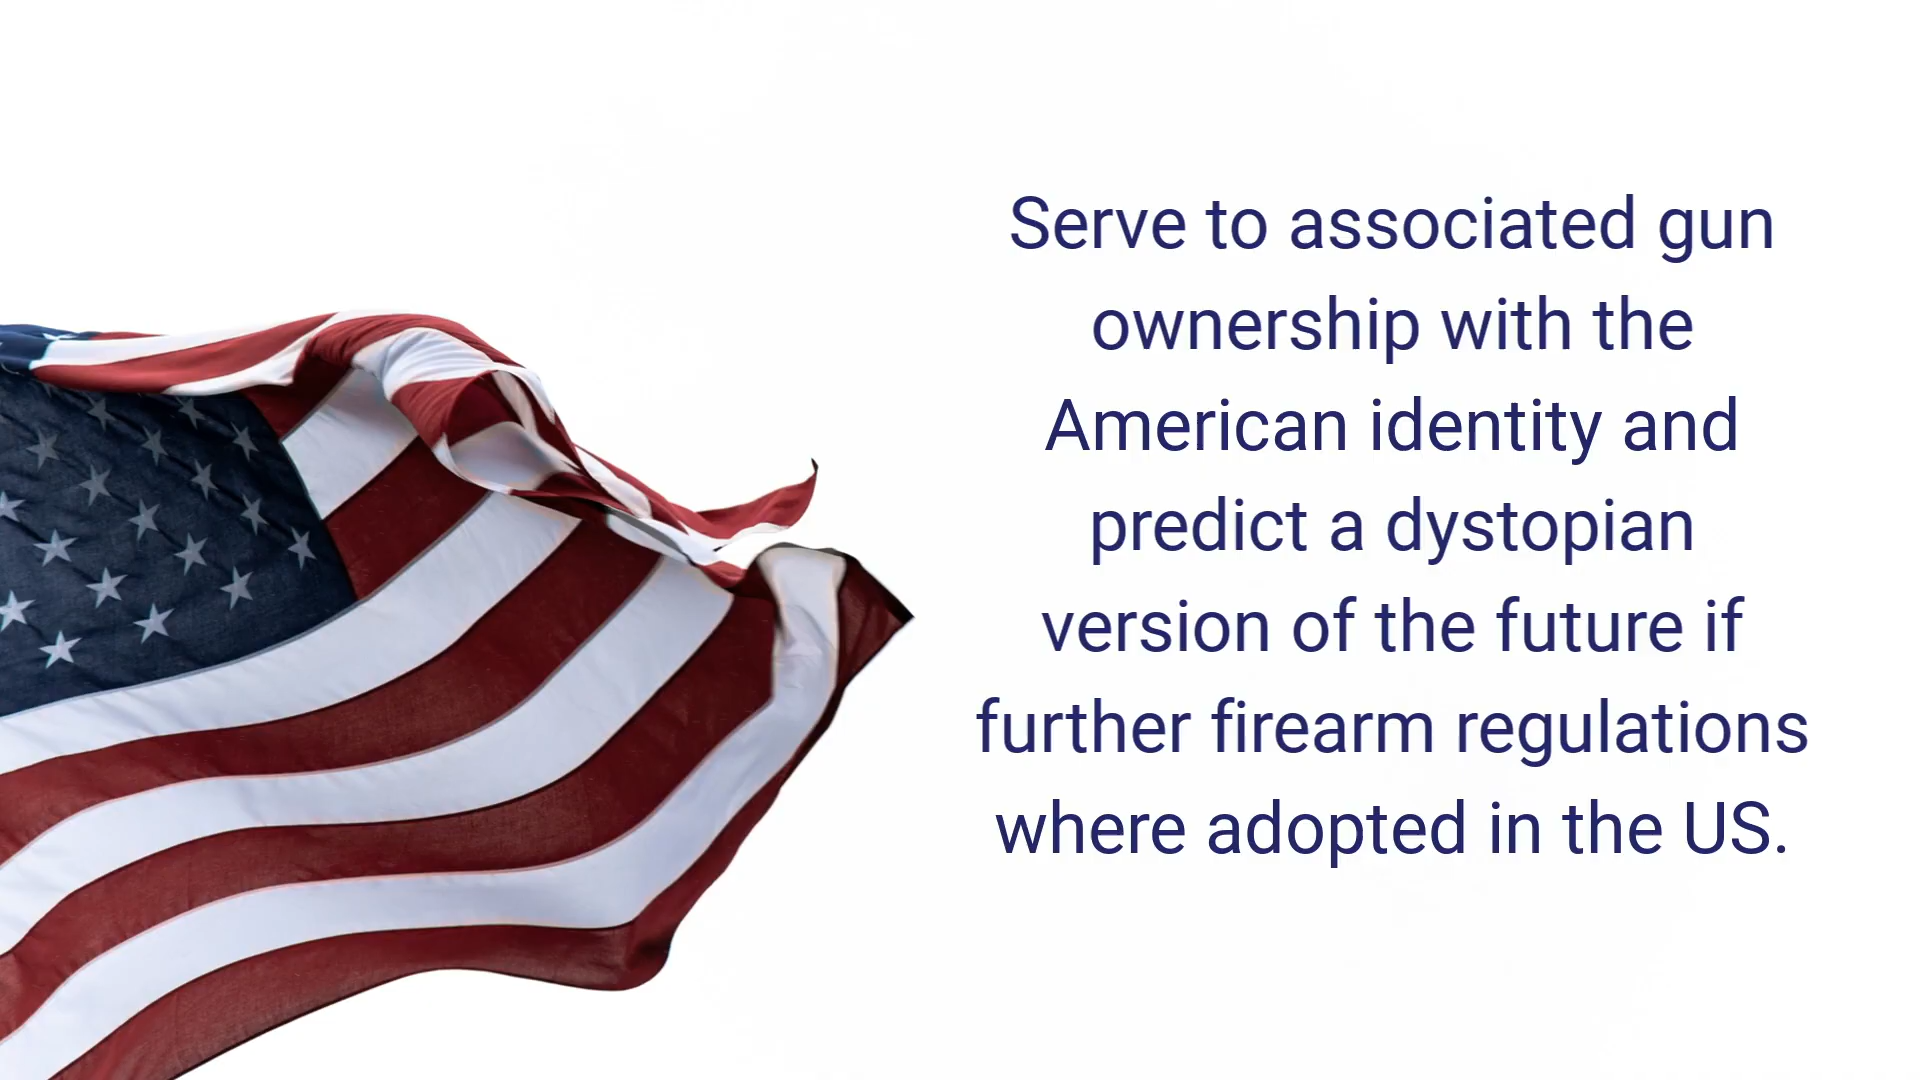 Serve to associated gun
ownership with the
American identity and
predict a dystopian
version of the future if
further firearm regulations
where adopted in the US.